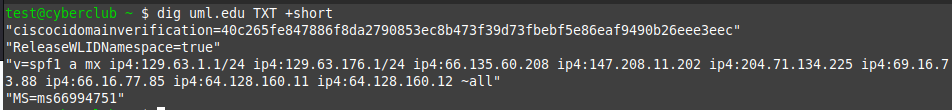 test@cyberclub ~ $ dig uml.edu TXT +short
"ciscocidomainverification=40c265fe847886f8da2790853ec8b473f39d73fbebf5e86eaf9490b26eee3eec"
"ReleaseWLIDNamespace=true"
"v=spf1 a mx ip4:129.63.1.1/24 ip4:129.63.176.1/24 ip4:66.135.60.208 ip4:147.208.11.202 ip4:204.71.134.225 ip4:69.16.7
3.88 ip4:66.16.77.85 ip4:64.128.160.11 ip4:64.128.160.12 ~all"
"MS=ms66994751"